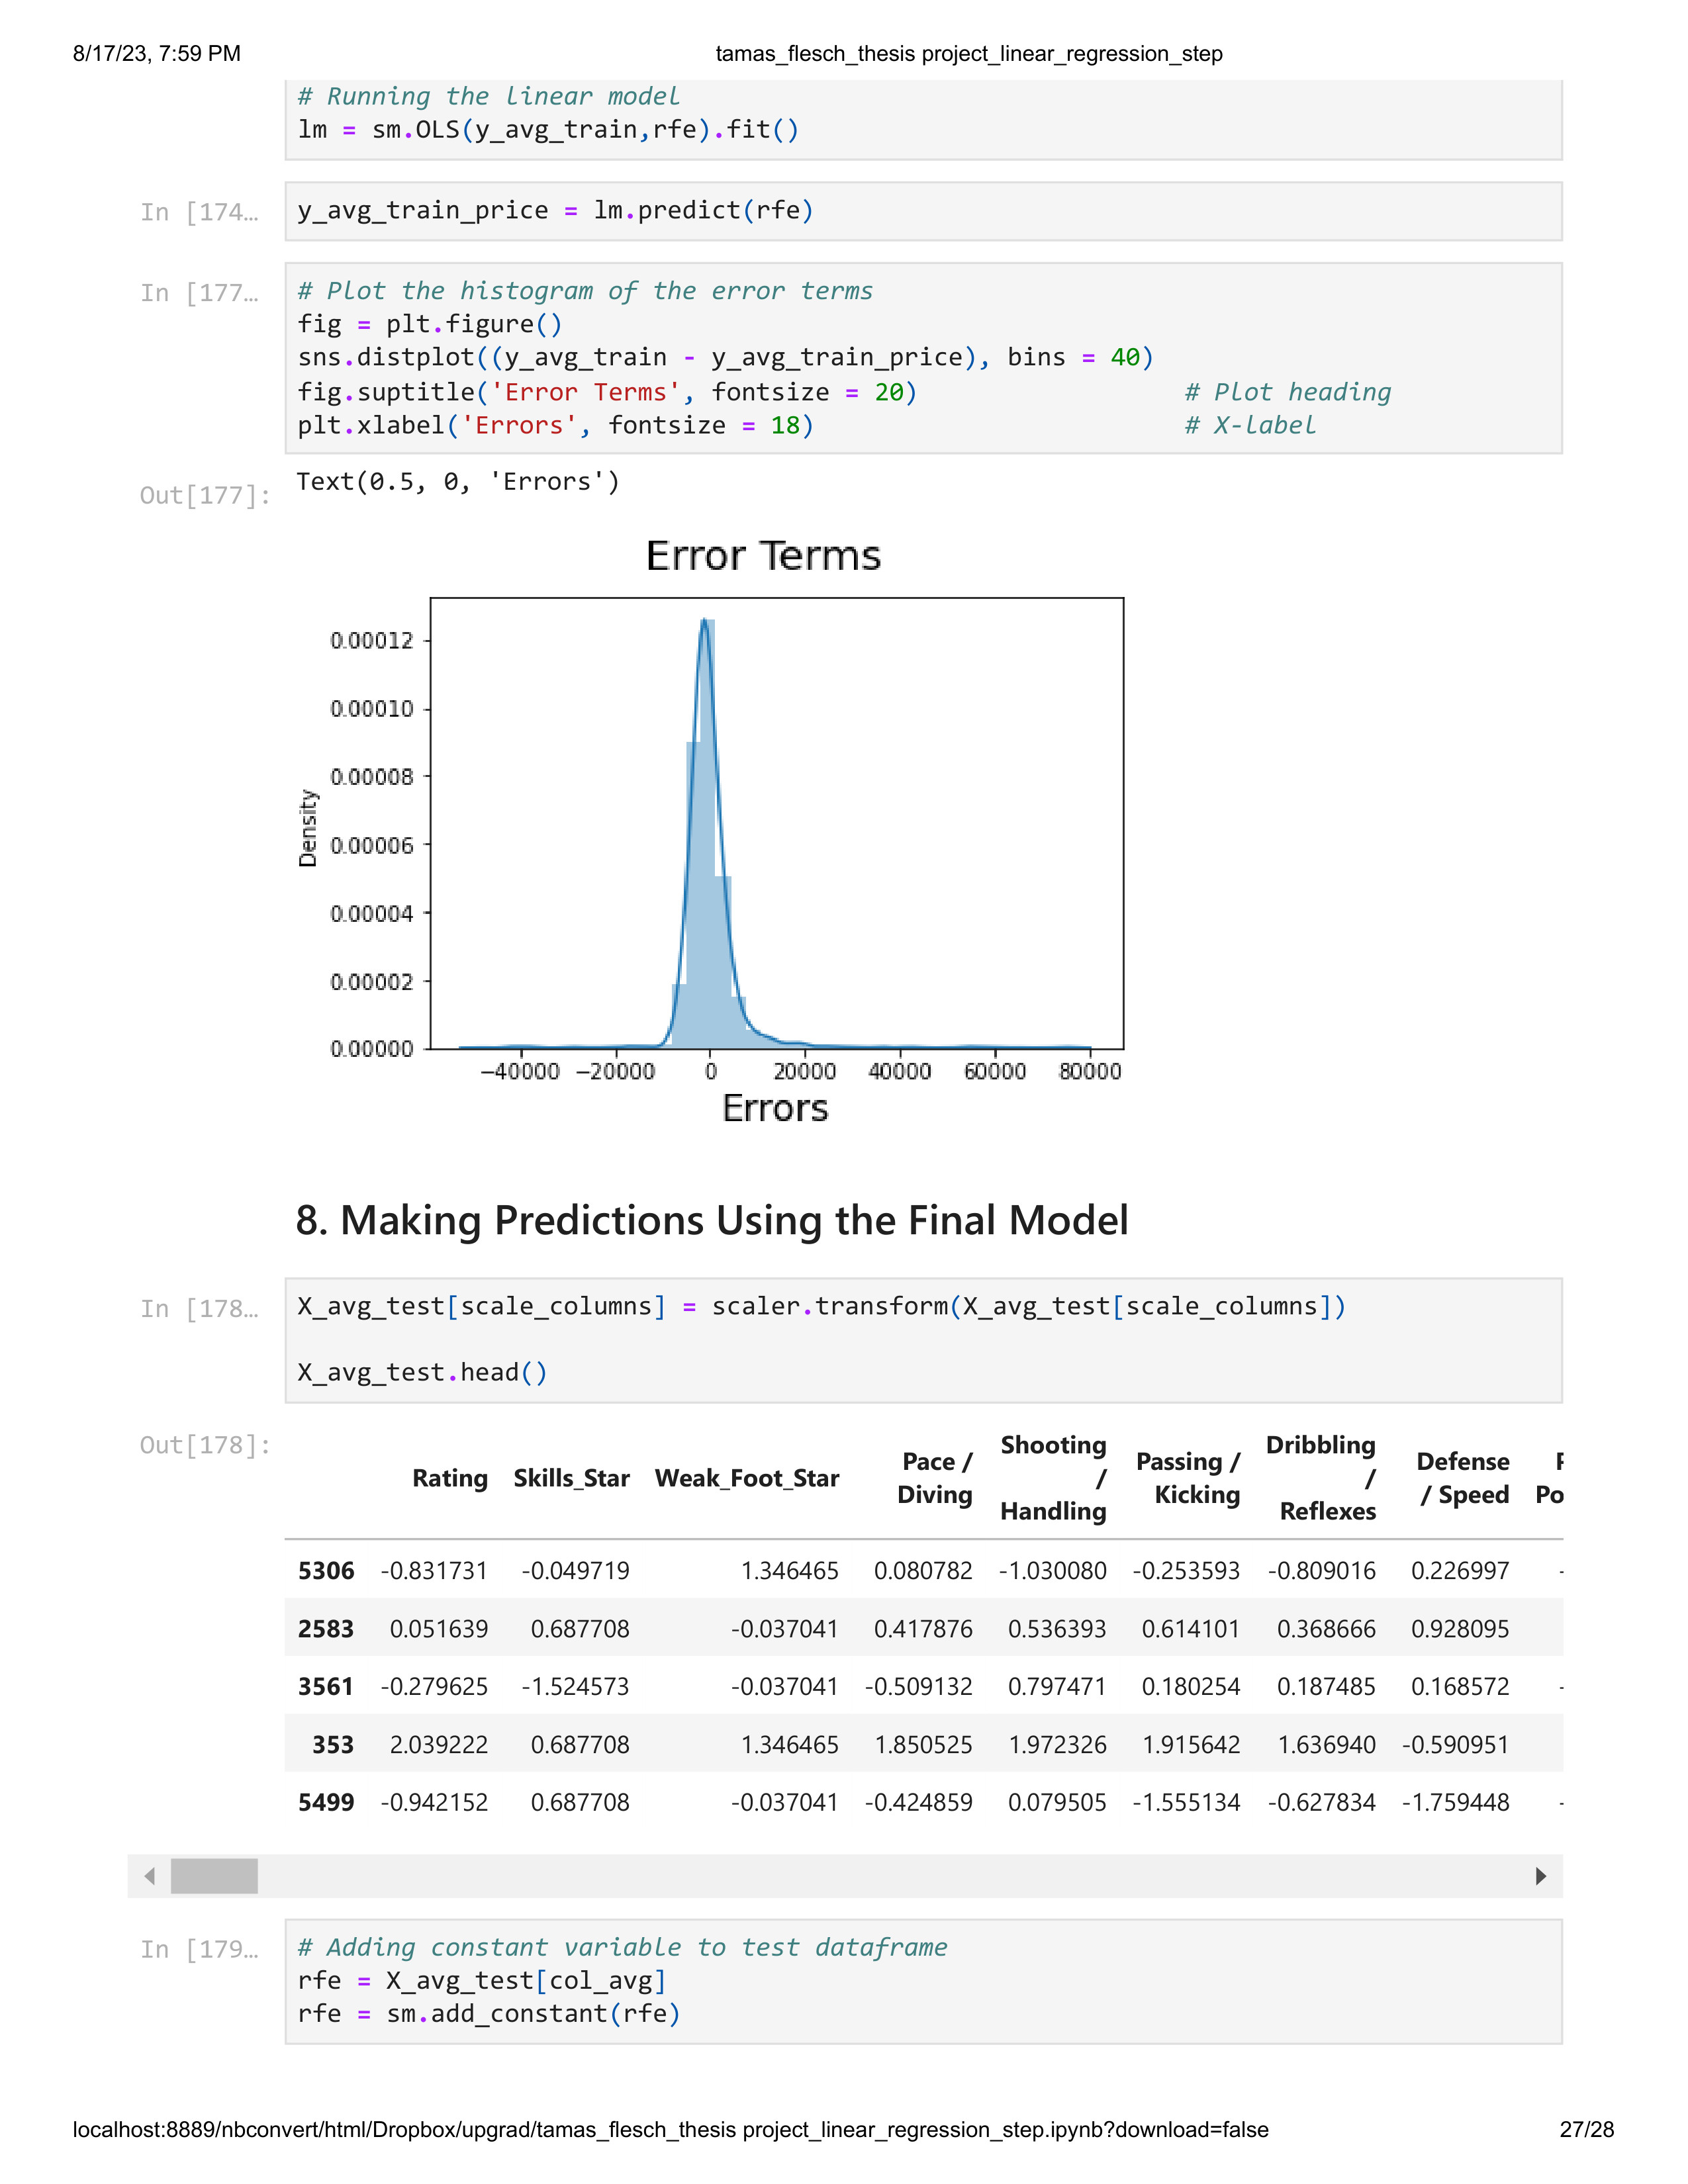 8/17/23, 7:59 PM tamas_flesch_thesis project_linear_regression_step
# Running the linear model
lm = sm.OLS(y_avg_train,rfe).fit()
In [174…
y_avg_train_price = lm.predict(rfe)
In [177…
# Plot the histogram of the error terms
fig = plt.figure()
sns.distplot((y_avg_train - y_avg_train_price), bins = 40)
fig.suptitle('Error Terms', fontsize = 20) # Plot heading
plt.xlabel('Errors', fontsize = 18) # X-label
Out[177]:
Text(0.5, 0, 'Errors')
Error Terms
0.00012
0.00010
0.00008
0.00006
0.00004
0.00002
0.00000
Density
−40000 −20000 0 20000 40000 60000 80000
Errors
8. Making Predictions Using the Final Model
In [178…
X_avg_test[scale_columns] = scaler.transform(X_avg_test[scale_columns])
X_avg_test.head()
Out[178]:
Rating Skills_Star Weak_Foot_Star Pace / Diving Shooting / Handling Passing / Kicking Dribbling / Reflexes Defense / Speed Po
5306 -0.831731 -0.049719 1.346465 0.080782 -1.030080 -0.253593 -0.809016 0.226997 -
2583 0.051639 0.687708 -0.037041 0.417876 0.536393 0.614101 0.368666 0.928095
3561 -0.279625 -1.524573 -0.037041 -0.509132 0.797471 0.180254 0.187485 0.168572 -
353 2.039222 0.687708 1.346465 1.850525 1.972326 1.915642 1.636940 -0.590951
5499 -0.942152 0.687708 -0.037041 -0.424859 0.079505 -1.555134 -0.627834 -1.759448 -
In [179…
# Adding constant variable to test dataframe
rfe = X_avg_test[col_avg]
rfe = sm.add_constant(rfe)
localhost:8889/nbconvert/html/Dropbox/upgrad/tamas_flesch_thesis project_linear_regression_step.ipynb?download=false 27/28